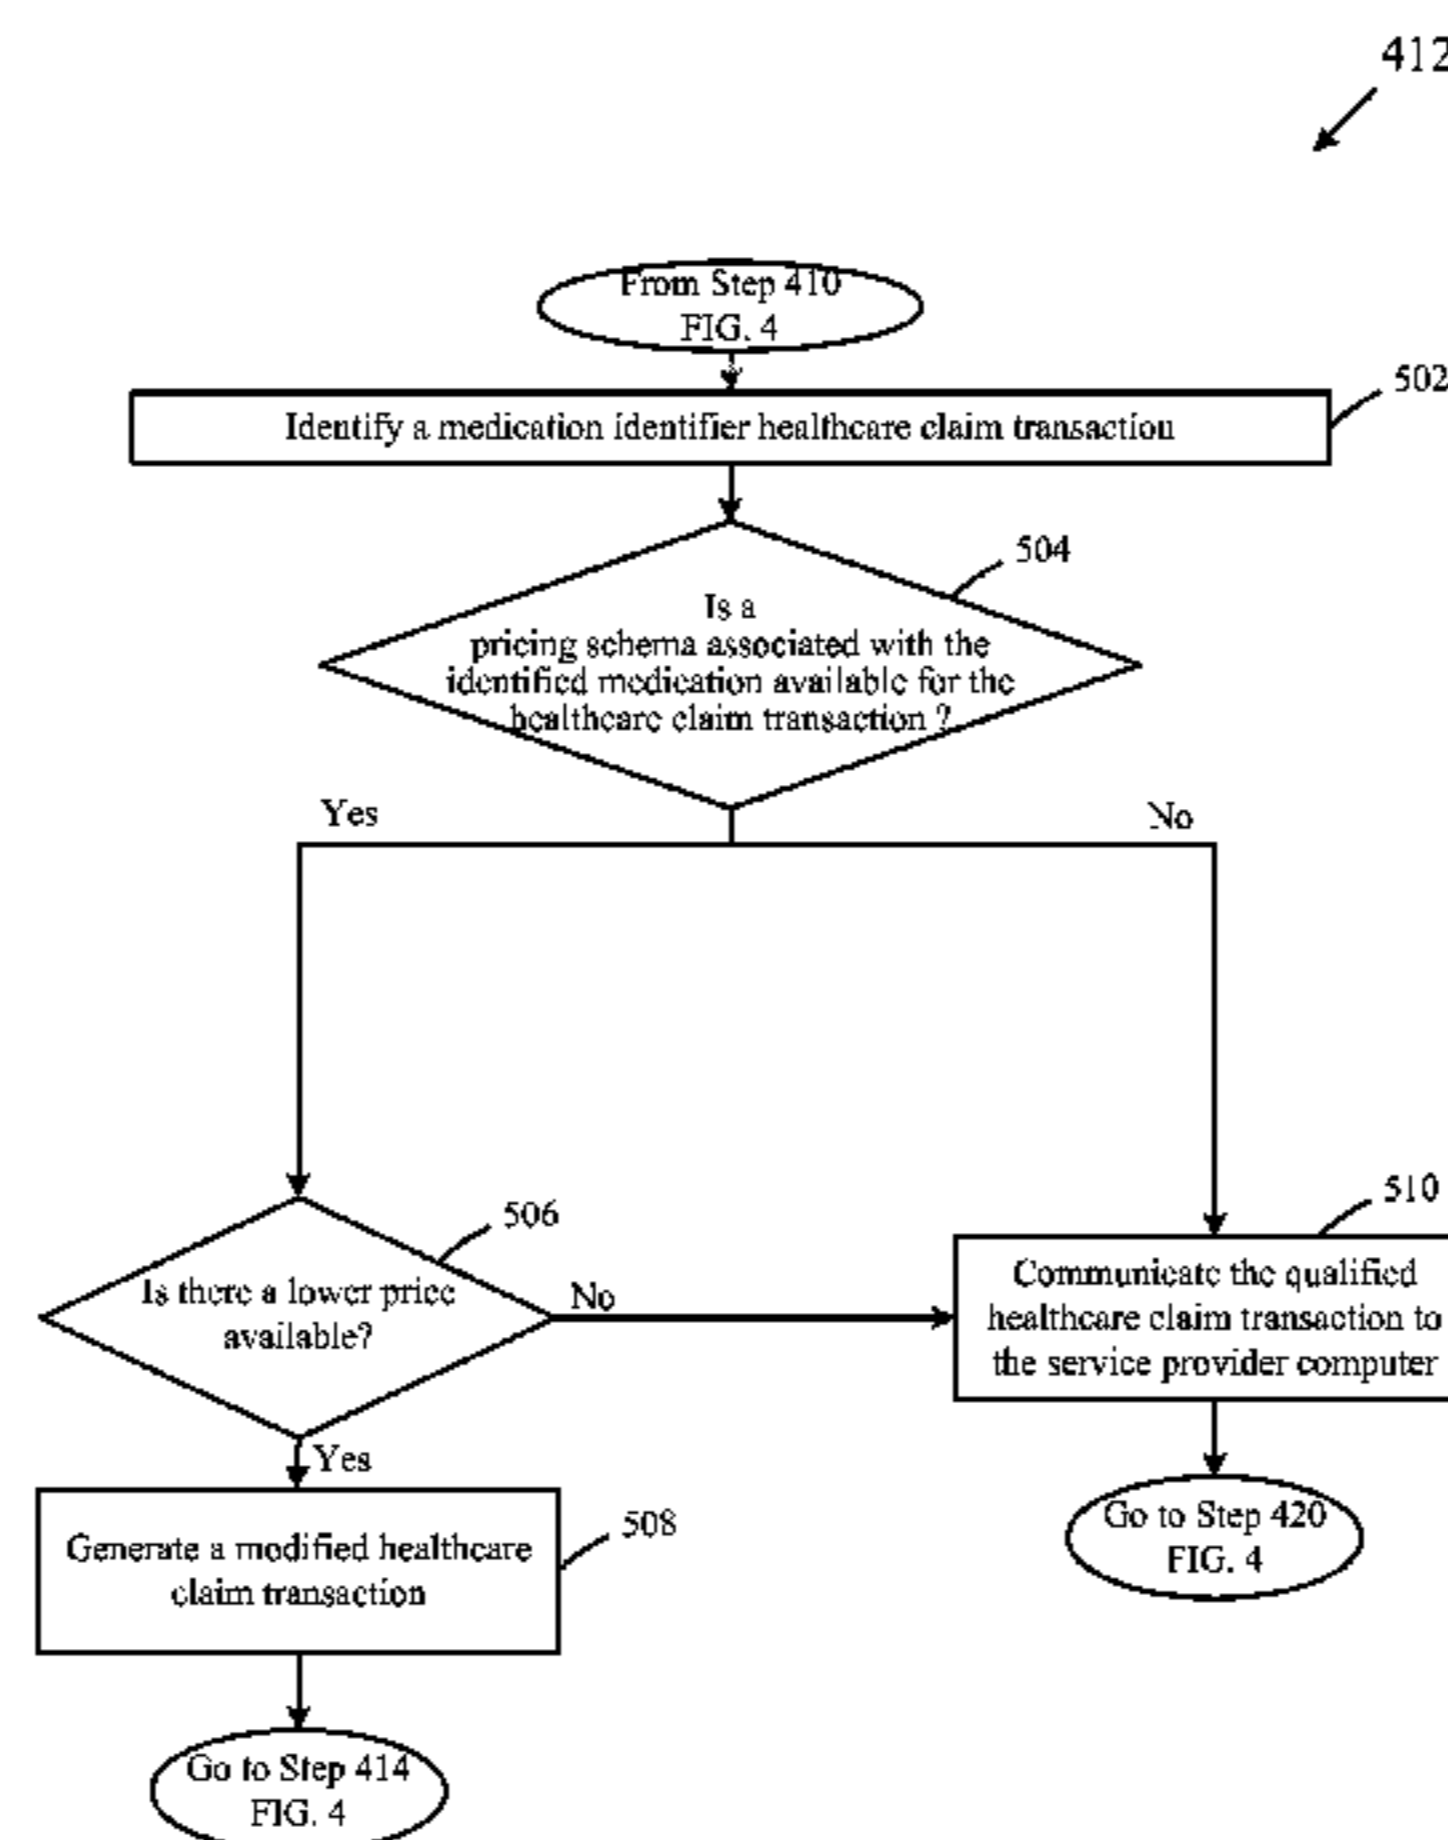 412
From Step 410
FIG. 4
502
Identify a medication identifier healthcare claim transaction
504
Is a
pricing schema associated with the
identified medication available for the
healthcare claim transaction ?
Yes
No
510
506
Communicate the qualified
healthcare claim transaction to
the service provider computer
Is there a lower price
available?
No
Yes
Go to Step 420
FIG. 4
508
Generate a modified healthcare
claim transaction
Go to Step 414
FIG. 4